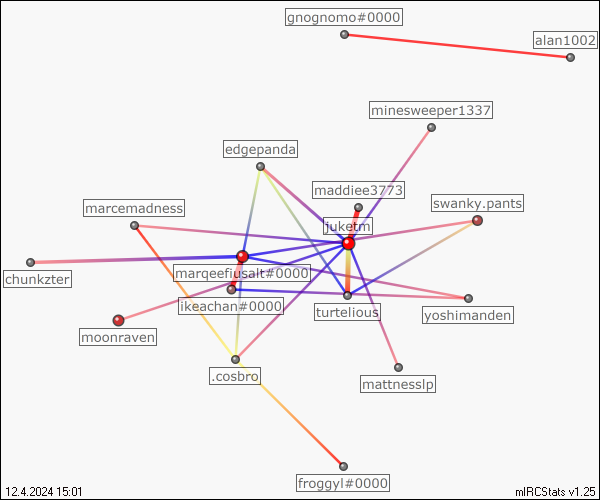 gnognomo#0000
alan1002
minesweeper1337
edgepanda
maddiee3773
swanky.pants
marcemadness
juketm
chunkzter
marqeefiusalt#0000
ikeachan#0000
turtelious
yoshimanden
moonraven
.cosbro
mattnesslp
froggyl#0000
12.4.2024 15:01
mIRCStats v1.25